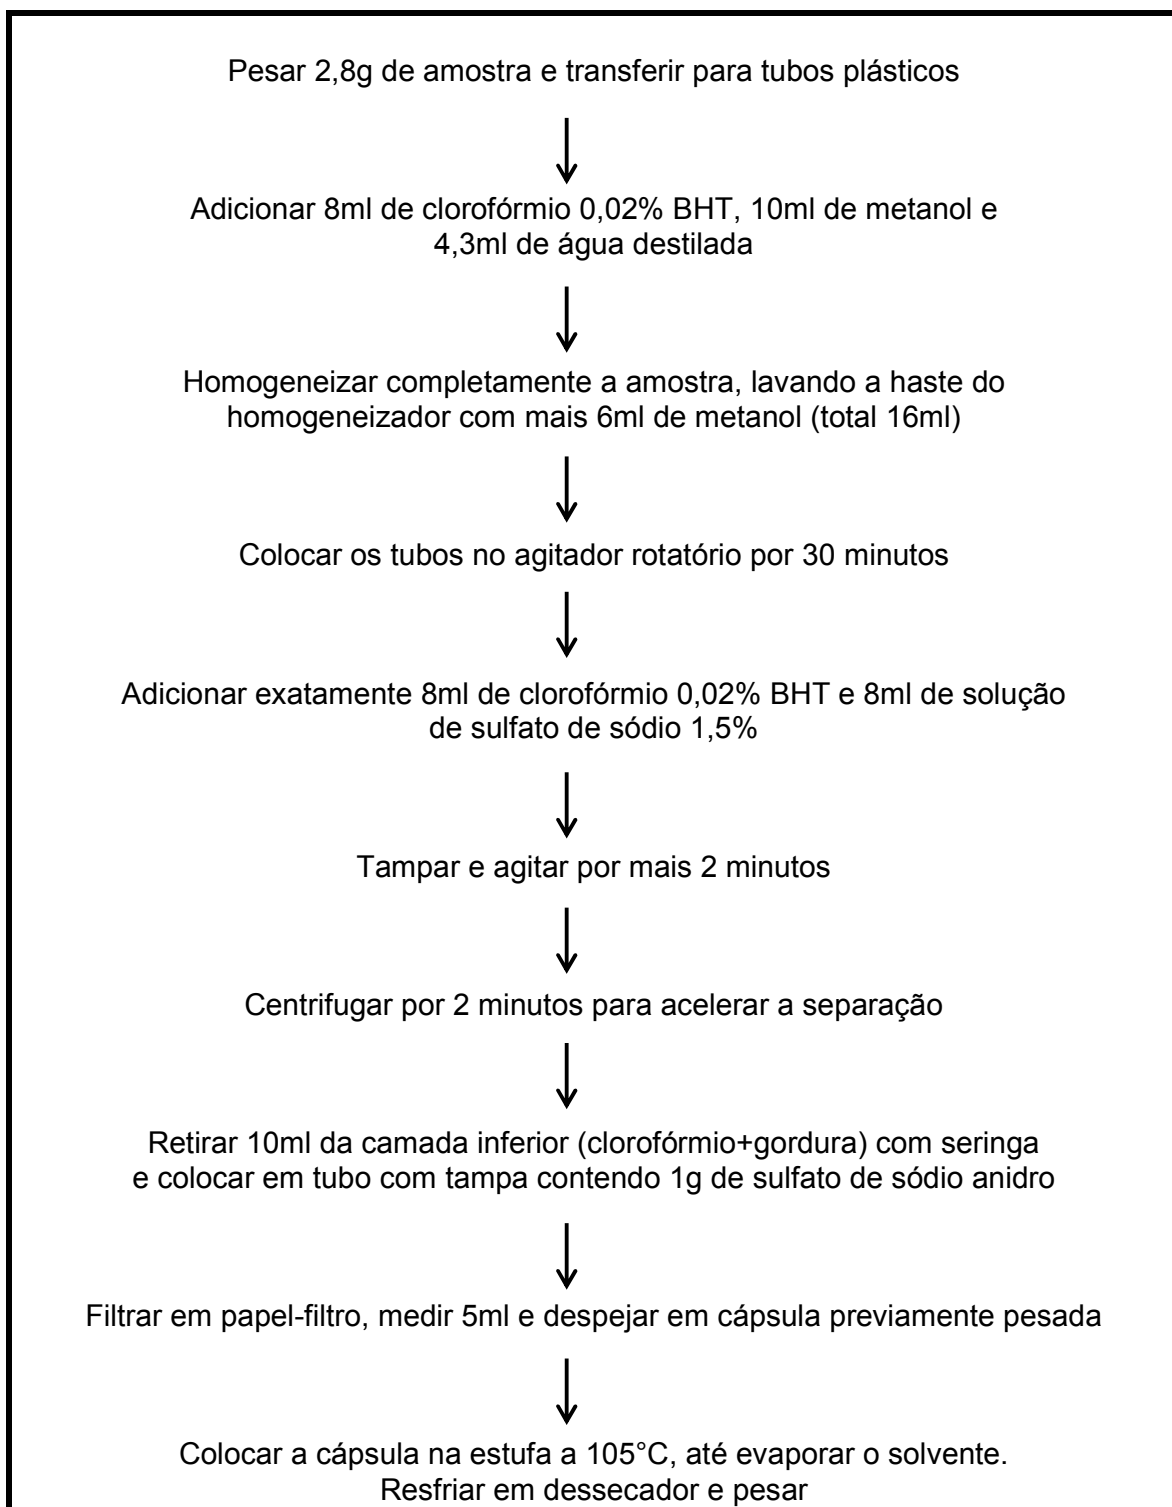 Pesar 2,8g de amostra e transferir para tubos plásticos
Adicionar 8ml de clorofórmio 0,02% BHT, 10ml de metanol e
4,3ml de água destilada
Homogeneizar completamente a amostra, lavando a haste do
homogeneizador com mais 6ml de metanol (total 16ml)
Colocar os tubos no agitador rotatório por 30 minutos
Adicionar exatamente 8ml de clorofórmio 0,02% BHT e 8ml de solução
de sulfato de sódio 1,5%
Tampar e agitar por mais 2 minutos
Centrifugar por 2 minutos para acelerar a separação
Retirar 10ml da camada inferior (clorofórmio+gordura) com seringa
e colocar em tubo com tampa contendo 1g de sulfato de sódio anidro
Filtrar em papel-filtro, medir 5ml e despejar em cápsula previamente pesada
Colocar a cápsula na estufa a 105°C, até evaporar o solvente.
Resfriar em dessecador e pesar